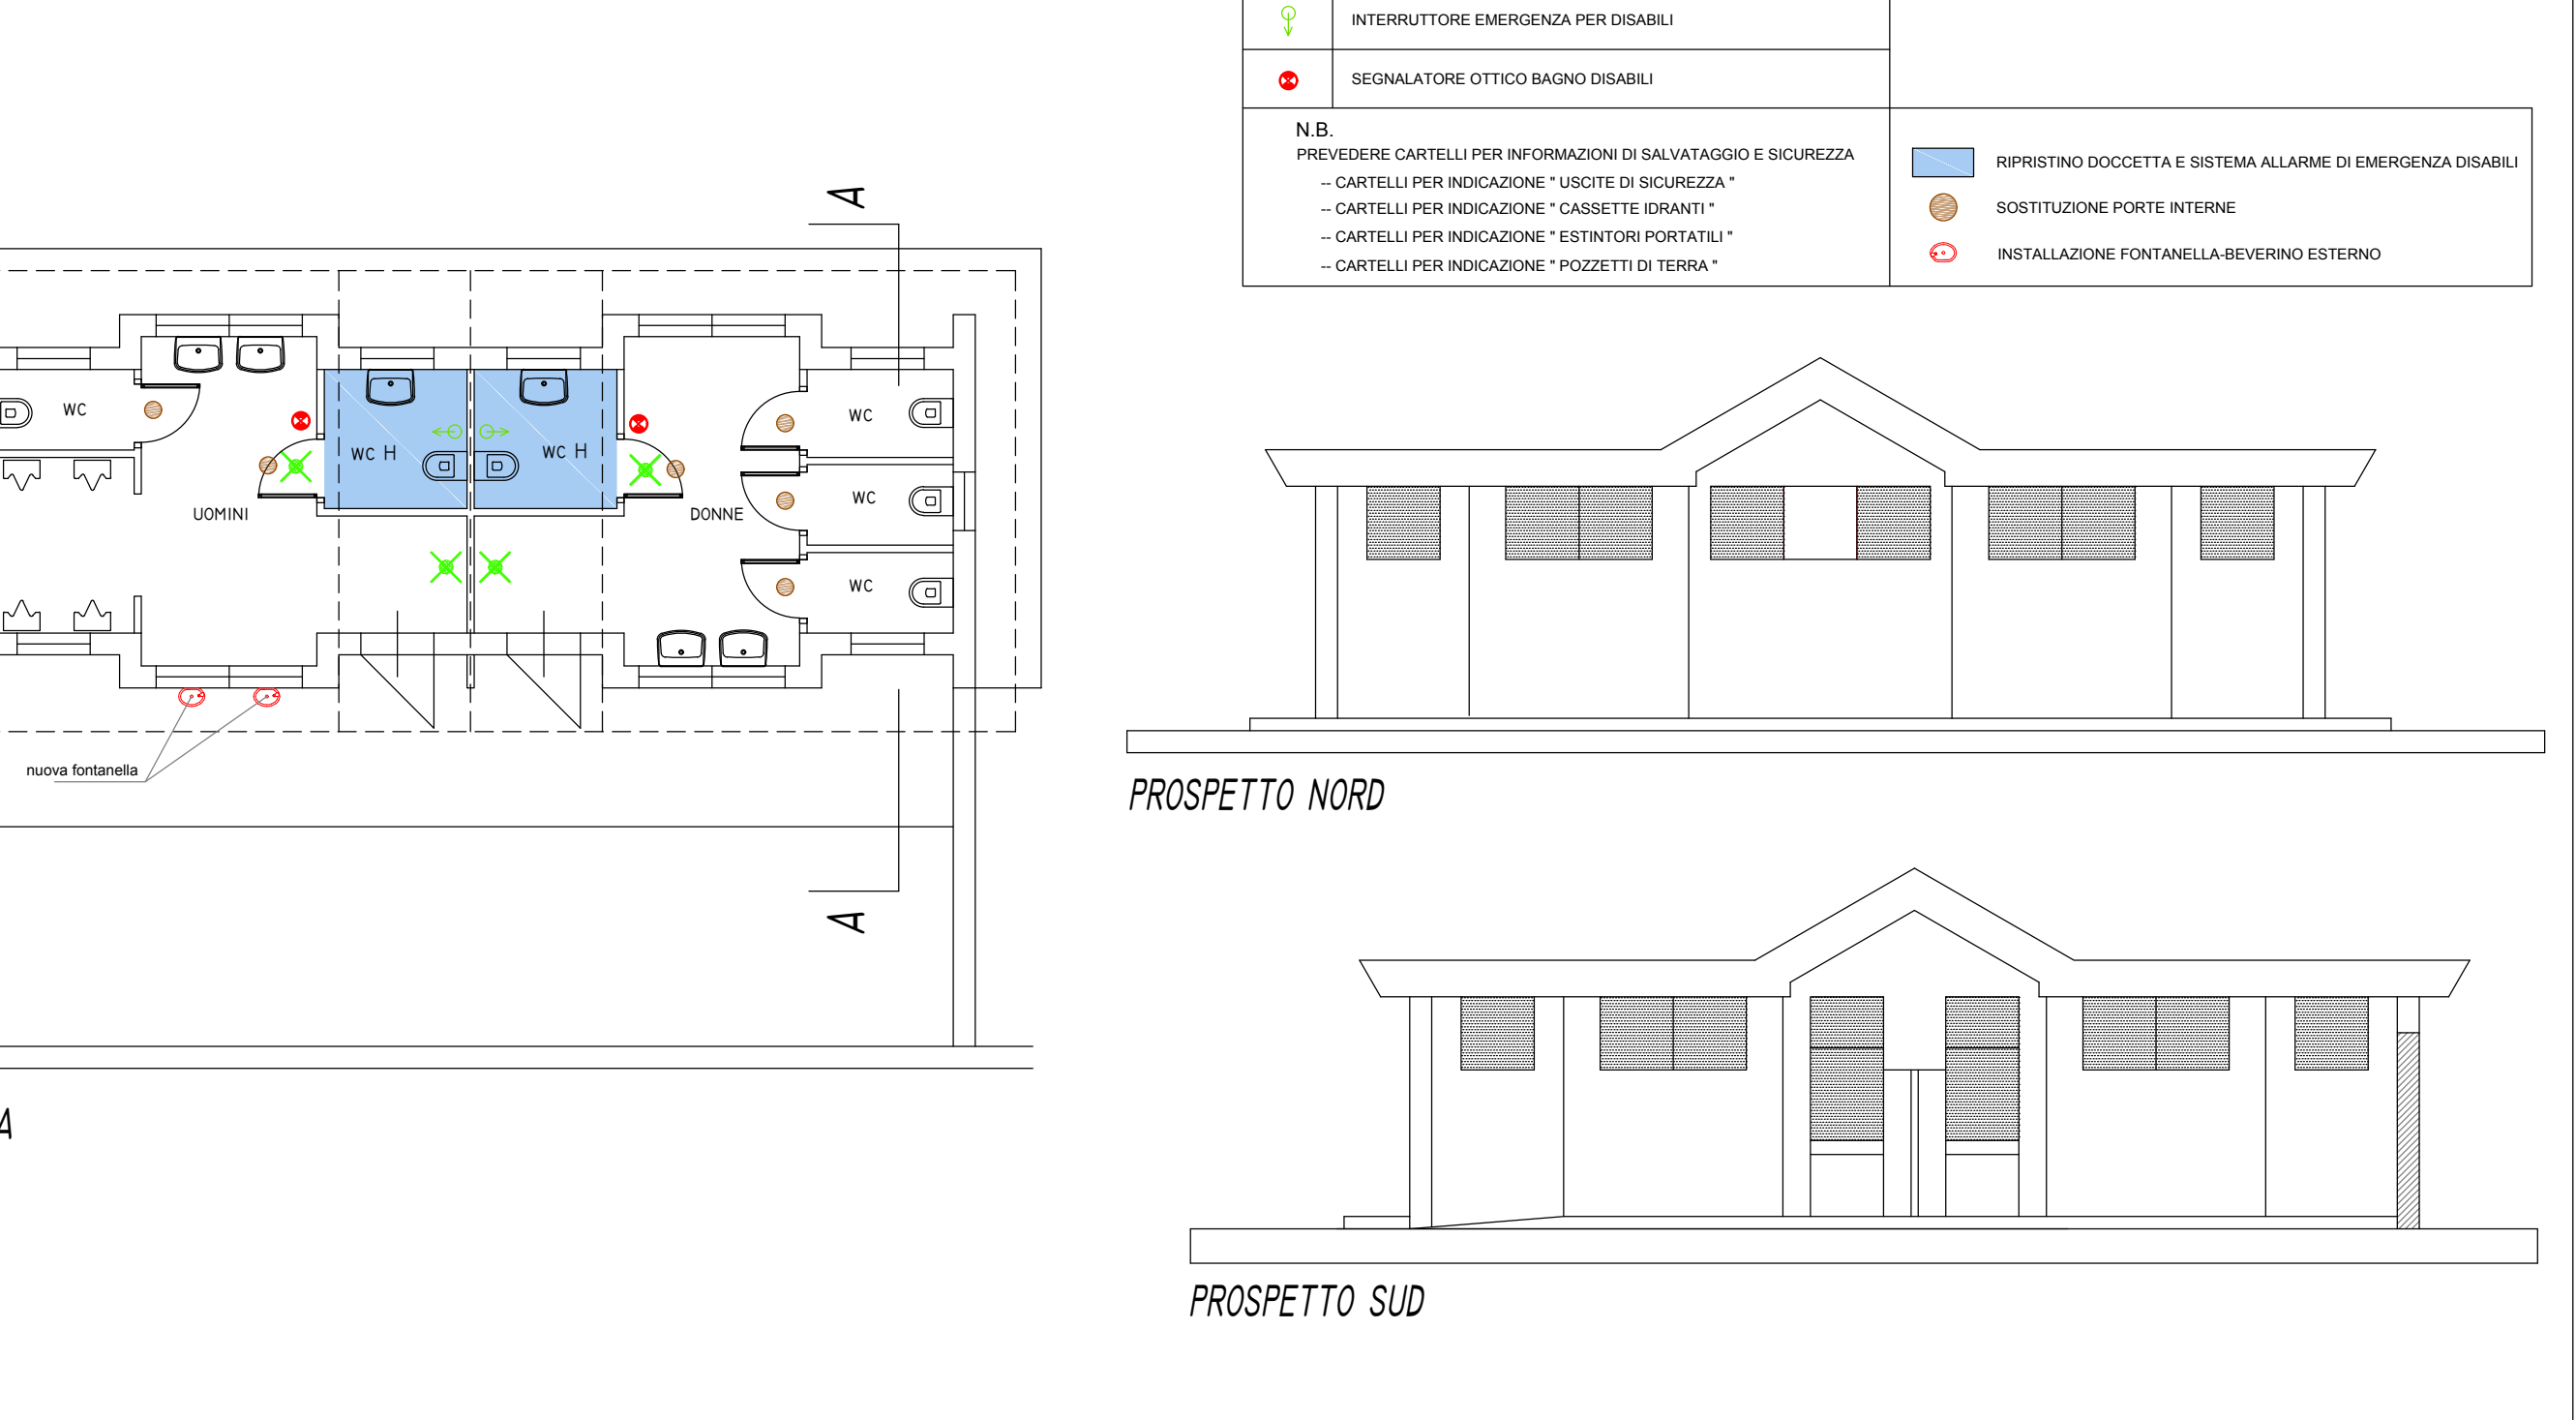 INTERRUTTORE EMERGENZA PER DISABILI
SEGNALATORE OTTICO BAGNO DISABILI
N.B.
PREVEDERE CARTELLI PER INFORMAZIONI DI SALVATAGGIO E SICUREZZA
-- CARTELLI PER INDICAZIONE " USCITE DI SICUREZZA "
-- CARTELLI PER INDICAZIONE " CASSETTE IDRANTI "
-- CARTELLI PER INDICAZIONE " ESTINTORI PORTATILI "
-- CARTELLI PER INDICAZIONE " POZZETTI DI TERRA "
RIPRISTINO DOCCETTA E SISTEMA ALLARME DI EMERGENZA DISABILI
SOSTITUZIONE PORTE INTERNE
INSTALLAZIONE FONTANELLA-BEVERINO ESTERNO
A
WC
WC
WC H
WC H
WC
UOMINI
DONNE
WC
nuova fontanella
A
A
PROSPETTO NORD
PROSPETTO SUD